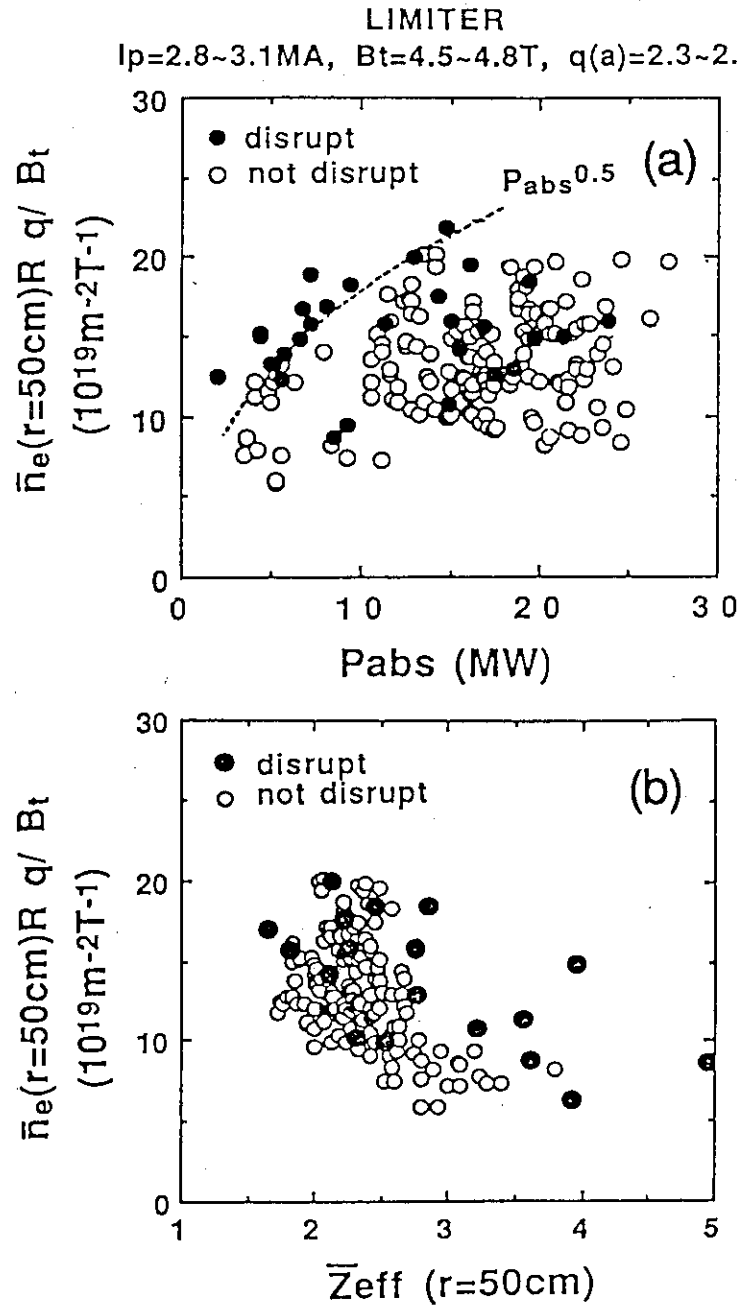 LIMITER
Ip=2.8~3.1MA, Bt=4.5~4.8T, q(a)=2.3~2.
30
20
10
0
n̄e(r=50cm)R q/ Bt
(10¹⁹m⁻²T⁻¹)
● disrupt
○ not disrupt
(a)
Pabs⁰·⁵
0 10 20 30
Pabs (MW)
30
20
10
0
n̄e(r=50cm)R q/ Bt
(10¹⁹m⁻²T⁻¹)
● disrupt
○ not disrupt
(b)
1 2 3 4 5
Z̄eff (r=50cm)